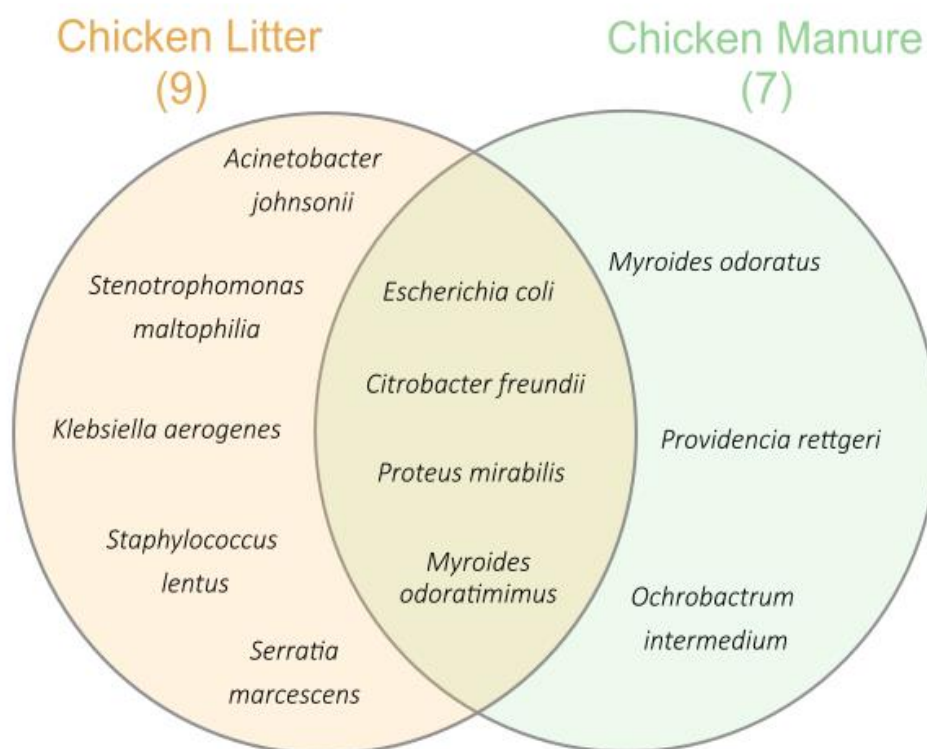 Chicken Litter
(9)
Chicken Manure
(7)
Acinetobacter
johnsonii
Stenotrophomonas
maltophilia
Klebsiella aerogenes
Staphylococcus
lentus
Serratia
marcescens
Escherichia coli
Citrobacter freundii
Proteus mirabilis
Myroides
odoratimimus
Myroides odoratus
Providencia rettgeri
Ochrobactrum
intermedium